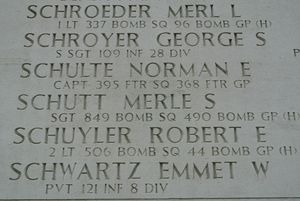 SCHROEDER MERL L
1 LT 337 BOMB SQ 96 BOMB GP (H)
SCHROYER GEORGE S
S SGT 109 INF 28 DIV
SCHULTE NORMAN E
CAPT 395 FTR SQ 368 FTR GP
SCHUTT MERLE S
SGT 849 BOMB SQ 490 BOMB GP (H)
SCHUYLER ROBERT E
2 LT 506 BOMB SQ 44 BOMB GP (H)
SCHWARTZ EMMET W
PVT 121 INF 8 DIV